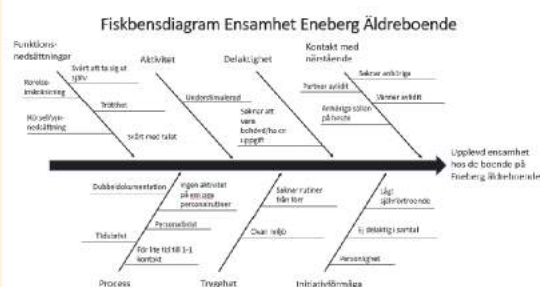 Fiskbensdiagram Ensamhet Eneberg Äldreboende
Funktions-
nedsättningar
Svårt att ta sig ut
själv
Rörelse-
inskränkning
Trötthet
Hörsel/syn-
nedsättning
Svårt med talet
Aktivitet
Understimulerad
Delaktighet
Saknar att
vara
behövd/ha en
uppgift
Kontakt med
närstående
Saknar anhöriga
Partner avlidit
Vänner avlidit
Anhöriga sällan
på besök
Upplevd ensamhet
hos de boende på
Eneberg äldreboende
Dubbeldokumentation
Tidsbrist
Ingen aktivitet
på
personalrutiner
Personalbrist
För lite tid till 1-1
kontakt
Process
Saknar rutiner
från förr
Ovan miljö
Trygghet
Lågt
självförtroende
Ej delaktig i samtal
Personlighet
Initiativförmåga